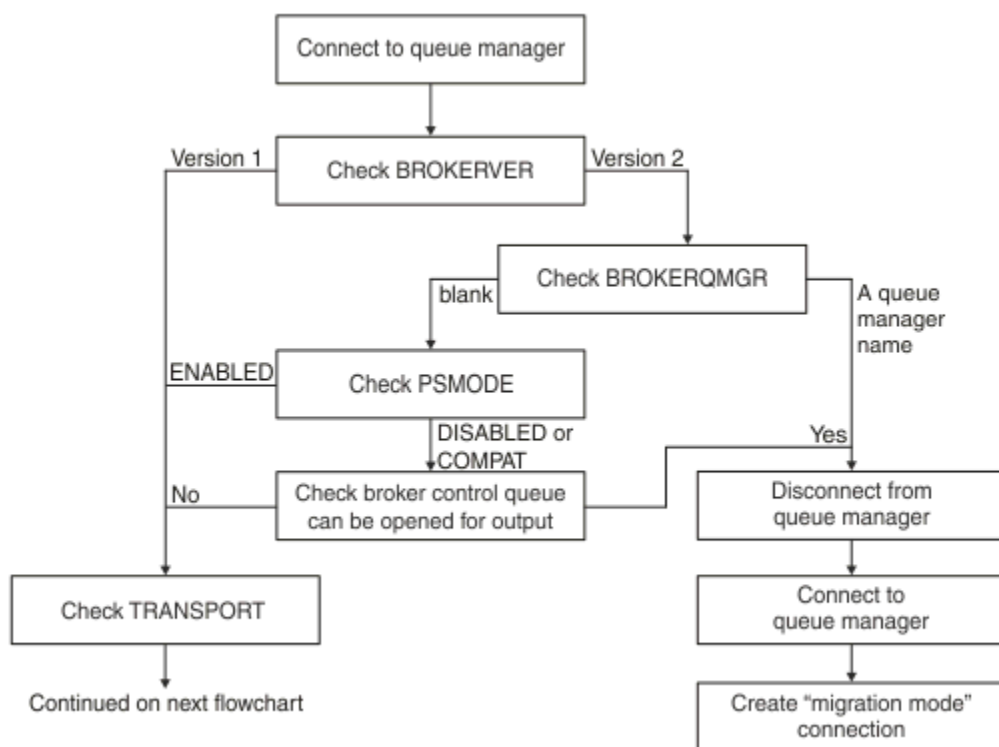 Connect to queue manager
Version 1
Check BROKERVER
Version 2
Check BROKERQMGR
blank
A queue
manager
name
ENABLED
Check PSMODE
DISABLED or
COMPAT
Yes
No
Check broker control queue
can be opened for output
Disconnect from
queue manager
Check TRANSPORT
Connect to
queue manager
Continued on next flowchart
Create “migration mode”
connection